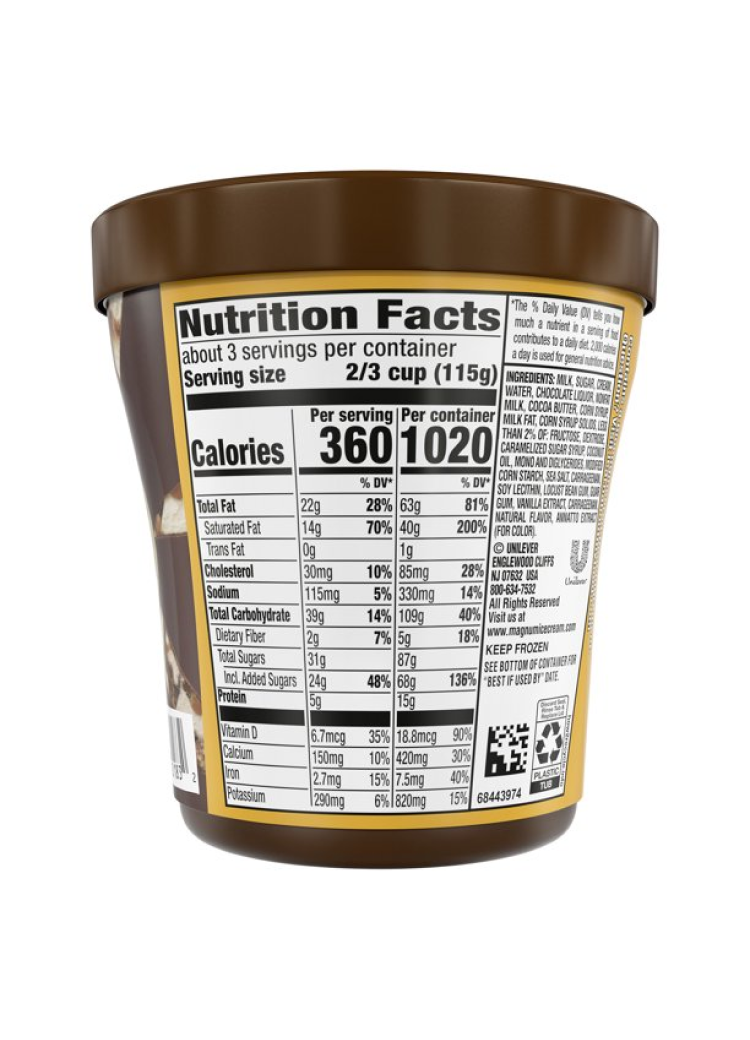 Nutrition Facts
about 3 servings per container
Serving size 2/3 cup (115g)
Per serving Per container
Calories 360 1020
% DV* % DV*
Total Fat 22g 28% 63g 81%
Saturated Fat 14g 70% 40g 200%
Trans Fat 0g 1g
Cholesterol 30mg 10% 85mg 28%
Sodium 115mg 5% 330mg 14%
Total Carbohydrate 39g 14% 109g 40%
Dietary Fiber 2g 7% 5g 18%
Total Sugars 31g 87g
Incl. Added Sugars 24g 48% 68g 136%
Protein 5g 15g
Vitamin D 6.7mcg 35% 18.8mcg 90%
Calcium 150mg 10% 420mg 30%
Iron 2.7mg 15% 7.5mg 40%
Potassium 290mg 6% 820mg 15%
*The % Daily Value (DV) tells you how
much a nutrient in a serving of food
contributes to a daily diet. 2,000 calories
a day is used for general nutrition advice.
INGREDIENTS: MILK, SUGAR, CREAM,
WATER, CHOCOLATE LIQUOR, NONFAT
MILK, COCOA BUTTER, CORN SYRUP,
MILK FAT, CORN SYRUP SOLIDS, LESS
THAN 2% OF: FRUCTOSE, DEXTROSE,
CARAMELIZED SUGAR SYRUP, COCONUT
OIL, MONO AND DIGLYCERIDES, MODIFIED
CORN STARCH, SEA SALT, CARRAGEENAN,
SOY LECITHIN, LOCUST BEAN GUM, GUAR
GUM, VANILLA EXTRACT, CARRAGEENAN,
NATURAL FLAVOR, ANNATTO EXTRACT
(FOR COLOR).
© UNILEVER
ENGLEWOOD CLIFFS
NJ 07632 USA
800-634-7532
All Rights Reserved
Visit us at
www.magnumicecream.com
Unilever
KEEP FROZEN
SEE BOTTOM OF CONTAINER FOR
"BEST IF USED BY" DATE.
PLASTIC
TUB
68443974
2